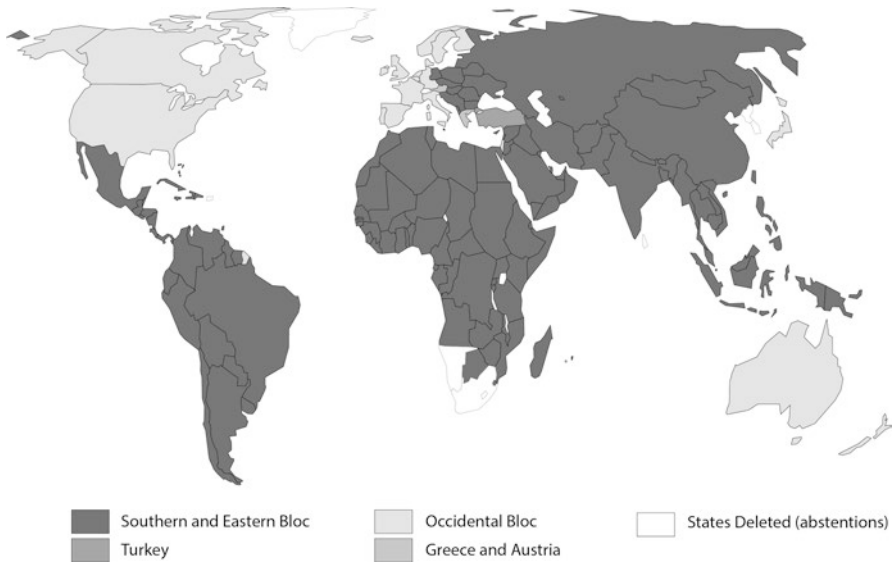 Southern and Eastern Bloc
Occidental Bloc
States Deleted (abstentions)
Turkey
Greece and Austria